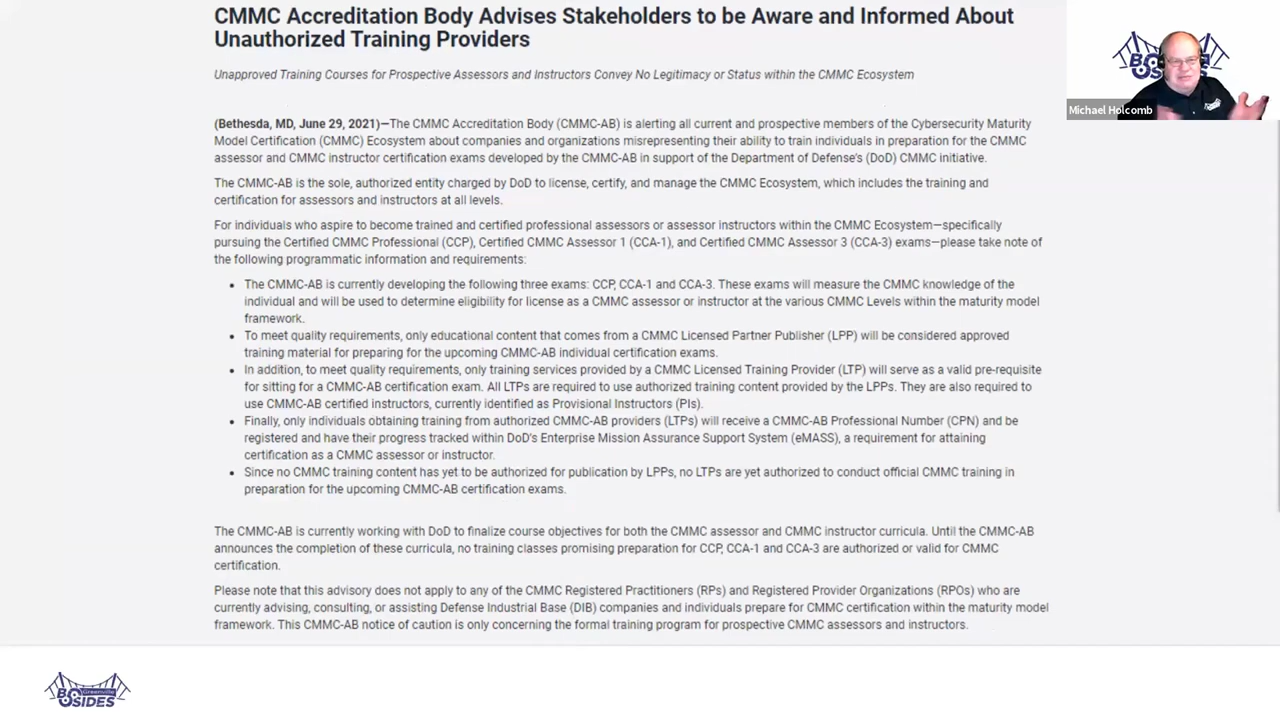 CMMC Accreditation Body Advises Stakeholders to be Aware and Informed About
Unauthorized Training Providers
Unapproved Training Courses for Prospective Assessors and Instructors Convey No Legitimacy or Status within the CMMC Ecosystem
(Bethesda, MD, June 29, 2021)—The CMMC Accreditation Body (CMMC-AB) is alerting all current and prospective members of the Cybersecurity Maturity
Model Certification (CMMC) Ecosystem about companies and organizations misrepresenting their ability to train individuals in preparation for the CMMC
assessor and CMMC instructor certification exams developed by the CMMC-AB in support of the Department of Defense's (DoD) CMMC initiative.
The CMMC-AB is the sole, authorized entity charged by DoD to license, certify, and manage the CMMC Ecosystem, which includes the training and
certification for assessors and instructors at all levels.
For individuals who aspire to become trained and certified professional assessors or assessor instructors within the CMMC Ecosystem—specifically
pursuing the Certified CMMC Professional (CCP), Certified CMMC Assessor 1 (CCA-1), and Certified CMMC Assessor 3 (CCA-3) exams—please take note of
the following programmatic information and requirements:
• The CMMC-AB is currently developing the following three exams: CCP, CCA-1 and CCA-3. These exams will measure the CMMC knowledge of the
individual and will be used to determine eligibility for license as a CMMC assessor or instructor at the various CMMC Levels within the maturity model
framework.
• To meet quality requirements, only educational content that comes from a CMMC Licensed Partner Publisher (LPP) will be considered approved
training material for preparing for the upcoming CMMC-AB individual certification exams.
• In addition, to meet quality requirements, only training services provided by a CMMC Licensed Training Provider (LTP) will serve as a valid pre-requisite
for sitting for a CMMC-AB certification exam. All LTPs are required to use authorized training content provided by the LPPs. They are also required to
use CMMC-AB certified instructors, currently identified as Provisional Instructors (PIs).
• Finally, only individuals obtaining training from authorized CMMC-AB providers (LTPs) will receive a CMMC-AB Professional Number (CPN) and be
registered and have their progress tracked within DoD's Enterprise Mission Assurance Support System (eMASS), a requirement for attaining
certification as a CMMC assessor or instructor.
• Since no CMMC training content has yet to be authorized for publication by LPPs, no LTPs are yet authorized to conduct official CMMC training in
preparation for the upcoming CMMC-AB certification exams.
The CMMC-AB is currently working with DoD to finalize course objectives for both the CMMC assessor and CMMC instructor curricula. Until the CMMC-AB
announces the completion of these curricula, no training classes promising preparation for CCP, CCA-1 and CCA-3 are authorized or valid for CMMC
certification.
Please note that this advisory does not apply to any of the CMMC Registered Practitioners (RPs) and Registered Provider Organizations (RPOs) who are
currently advising, consulting, or assisting Defense Industrial Base (DIB) companies and individuals prepare for CMMC certification within the maturity model
framework. This CMMC-AB notice of caution is only concerning the formal training program for prospective CMMC assessors and instructors.
Michael Holcomb
Greenville
BSIDES